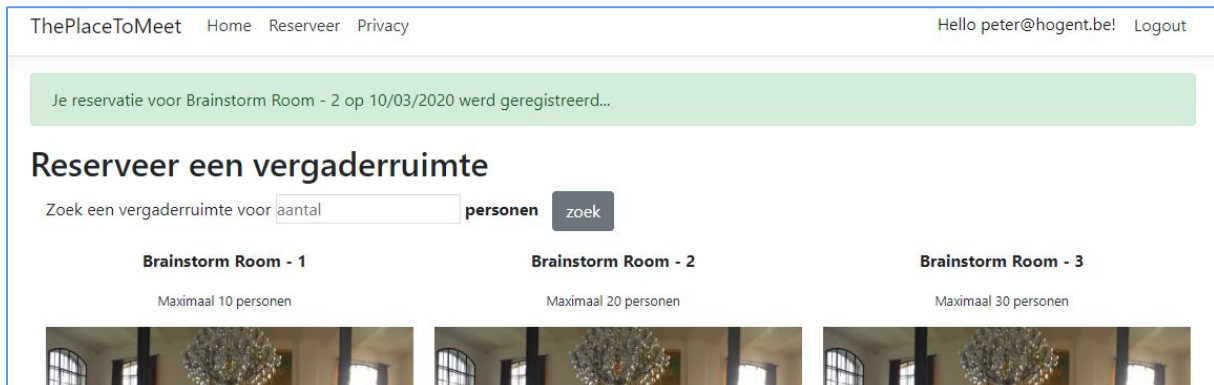 ThePlaceToMeet Home Reserveer Privacy Hello peter@hogent.be! Logout
Je reservatie voor Brainstorm Room - 2 op 10/03/2020 werd geregistreerd...
Reserveer een vergaderruimte
Zoek een vergaderruimte voor aantal personen zoek
Brainstorm Room - 1 Brainstorm Room - 2 Brainstorm Room - 3
Maximaal 10 personen Maximaal 20 personen Maximaal 30 personen